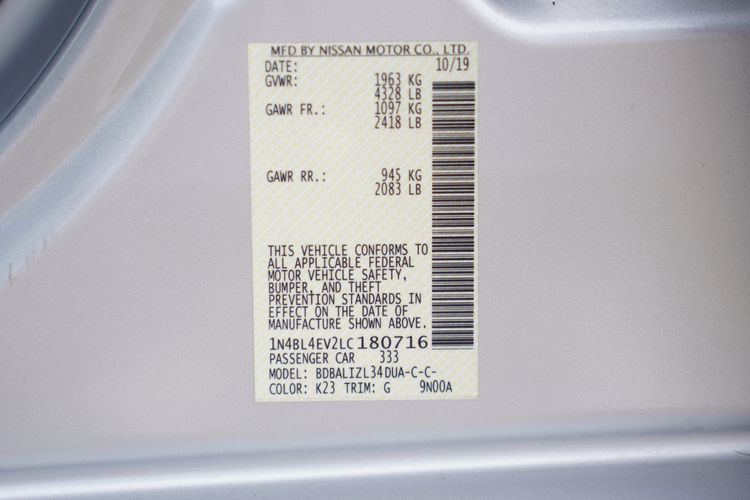 MFD BY NISSAN MOTOR CO., LTD.
DATE: 10/19
GVWR: 1963 KG
4328 LB
GAWR FR.: 1097 KG
2418 LB
GAWR RR.: 945 KG
2083 LB
THIS VEHICLE CONFORMS TO
ALL APPLICABLE FEDERAL
MOTOR VEHICLE SAFETY,
BUMPER, AND THEFT
PREVENTION STANDARDS IN
EFFECT ON THE DATE OF
MANUFACTURE SHOWN ABOVE.
1N4BL4EV2LC180716
PASSENGER CAR 333
MODEL: BDBALIZL34DUA-C-C-
COLOR: K23 TRIM: G 9N00A